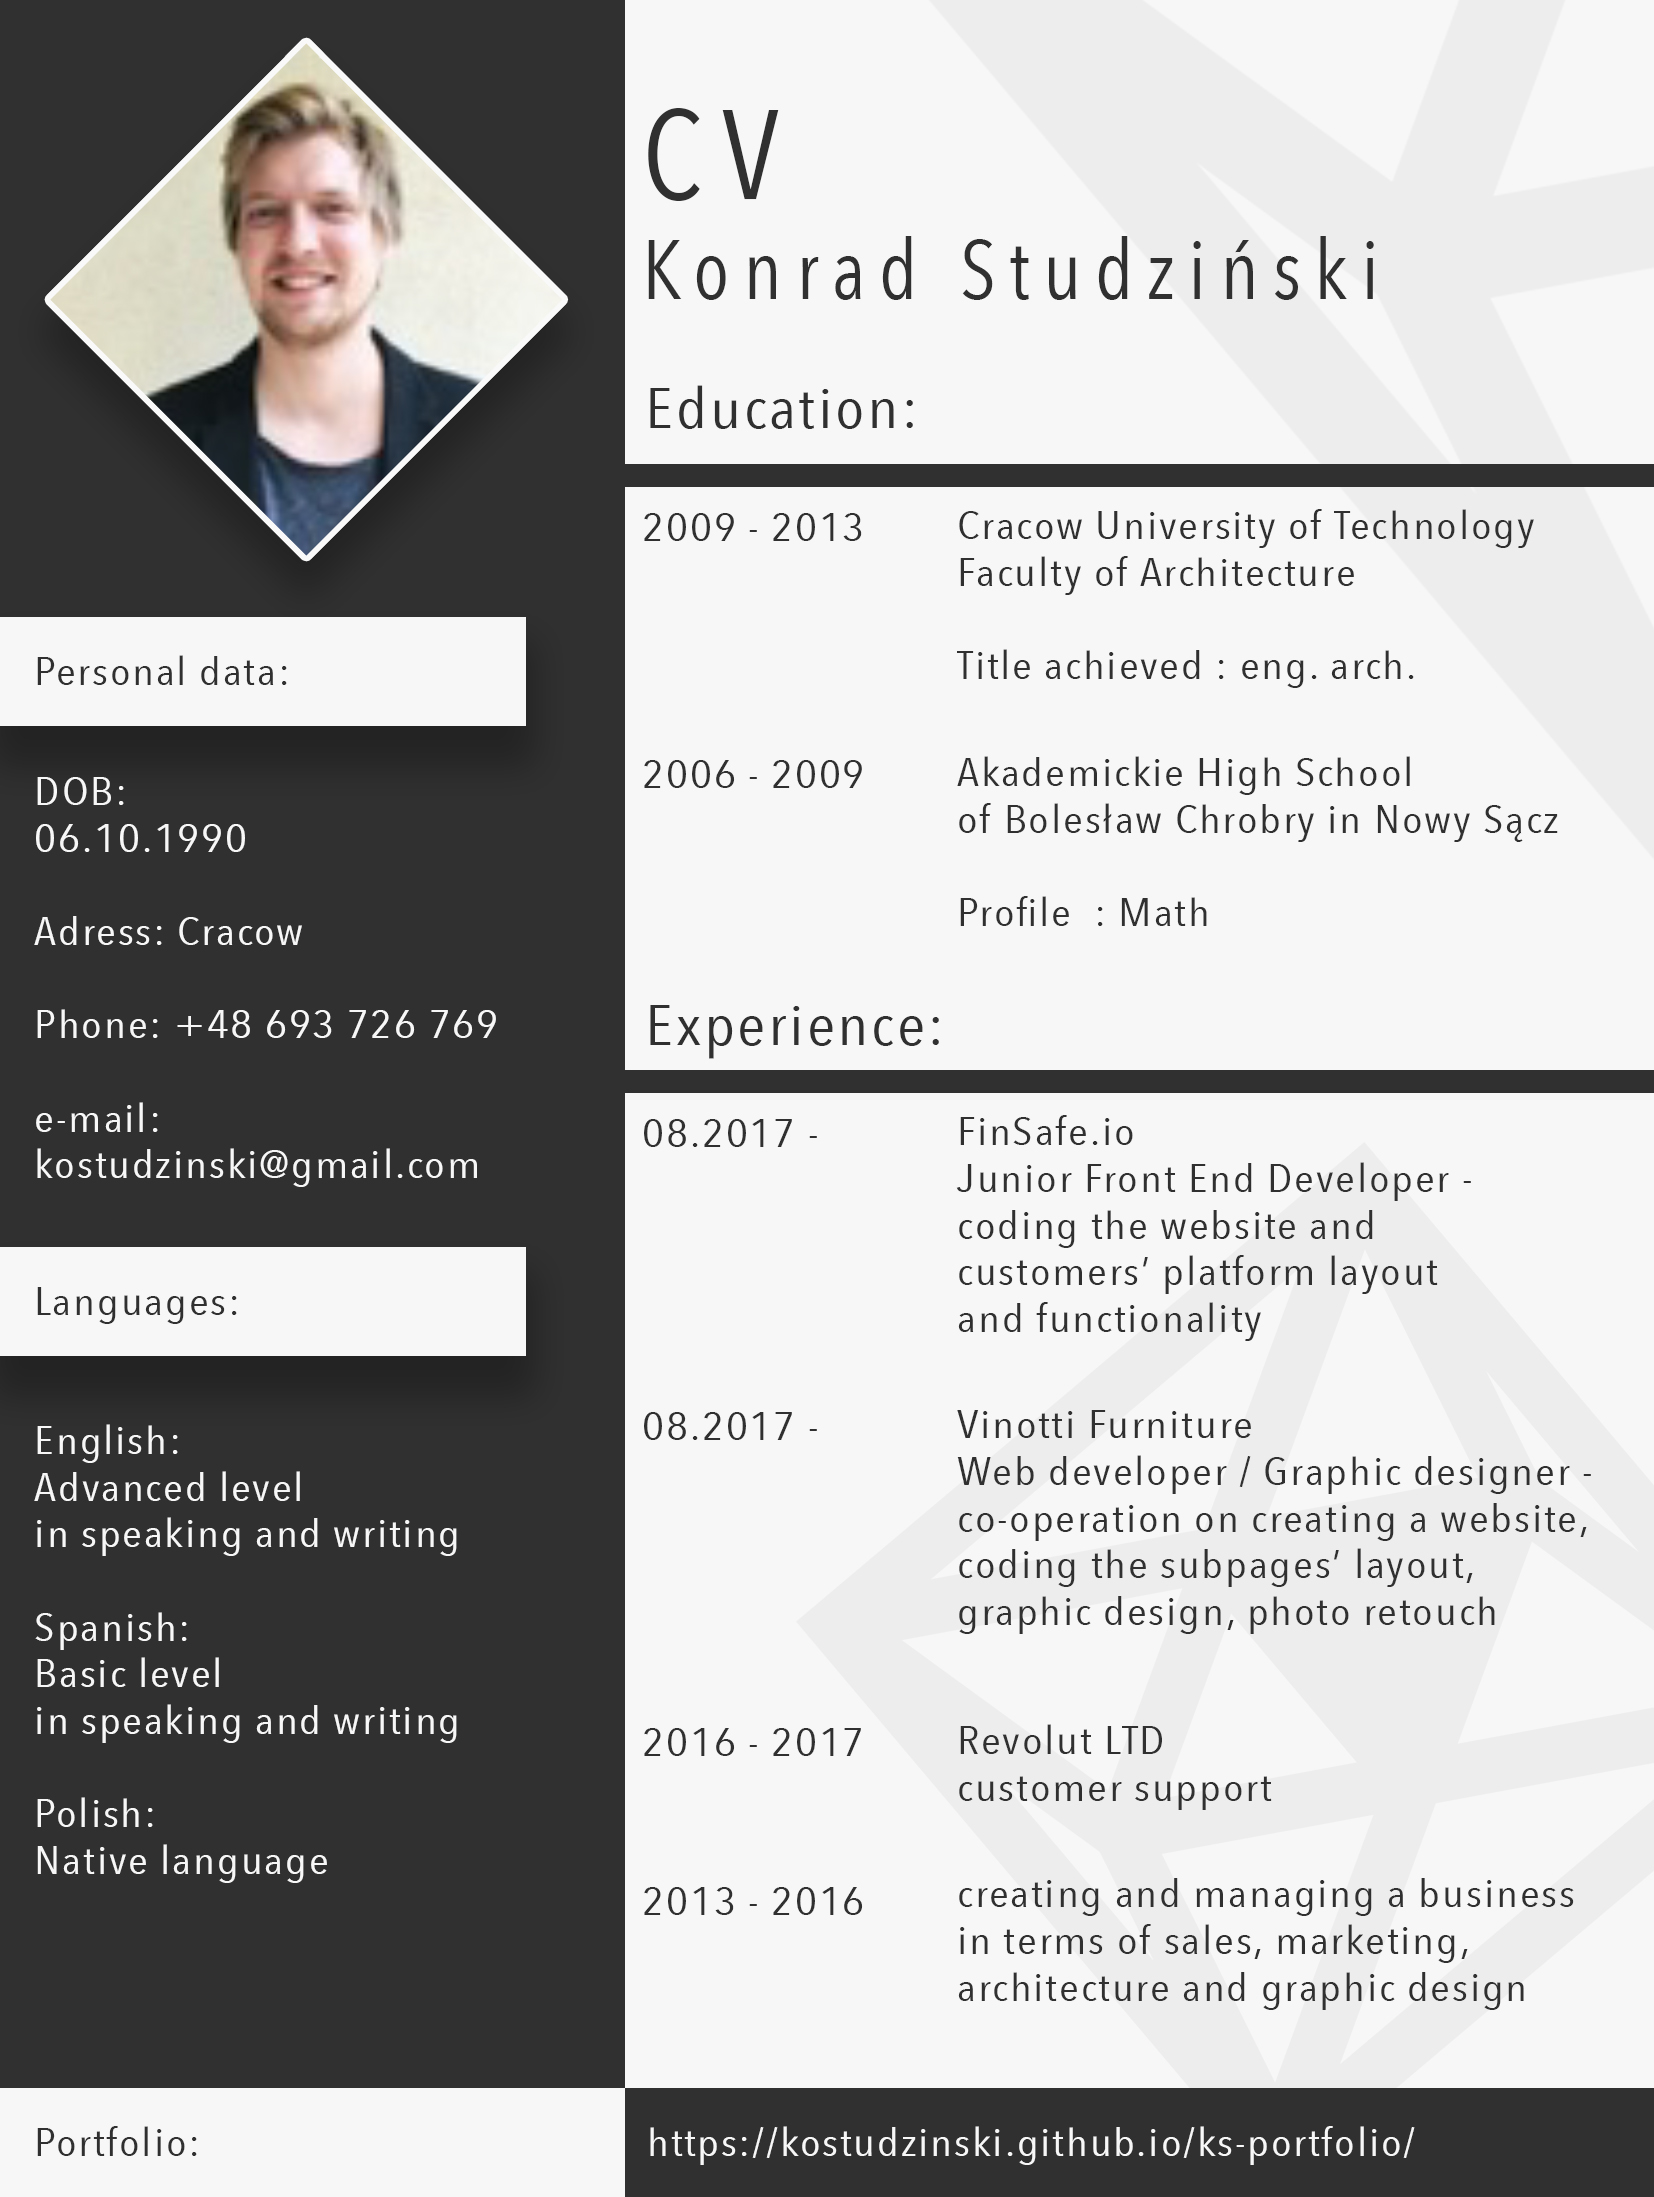 CV
Konrad Studziński
Education:
2009 - 2013
Cracow University of Technology
Faculty of Architecture
Title achieved : eng. arch.
2006 - 2009
Akademickie High School
of Bolesław Chrobry in Nowy Sącz
Profile : Math
Experience:
08.2017 -
FinSafe.io
Junior Front End Developer -
coding the website and
customers’ platform layout
and functionality
08.2017 -
Vinotti Furniture
Web developer / Graphic designer -
co-operation on creating a website,
coding the subpages’ layout,
graphic design, photo retouch
2016 - 2017
Revolut LTD
customer support
2013 - 2016
creating and managing a business
in terms of sales, marketing,
architecture and graphic design
Personal data:
DOB:
06.10.1990
Adress: Cracow
Phone: +48 693 726 769
e-mail:
kostudzinski@gmail.com
Languages:
English:
Advanced level
in speaking and writing
Spanish:
Basic level
in speaking and writing
Polish:
Native language
Portfolio:
https://kostudzinski.github.io/ks-portfolio/